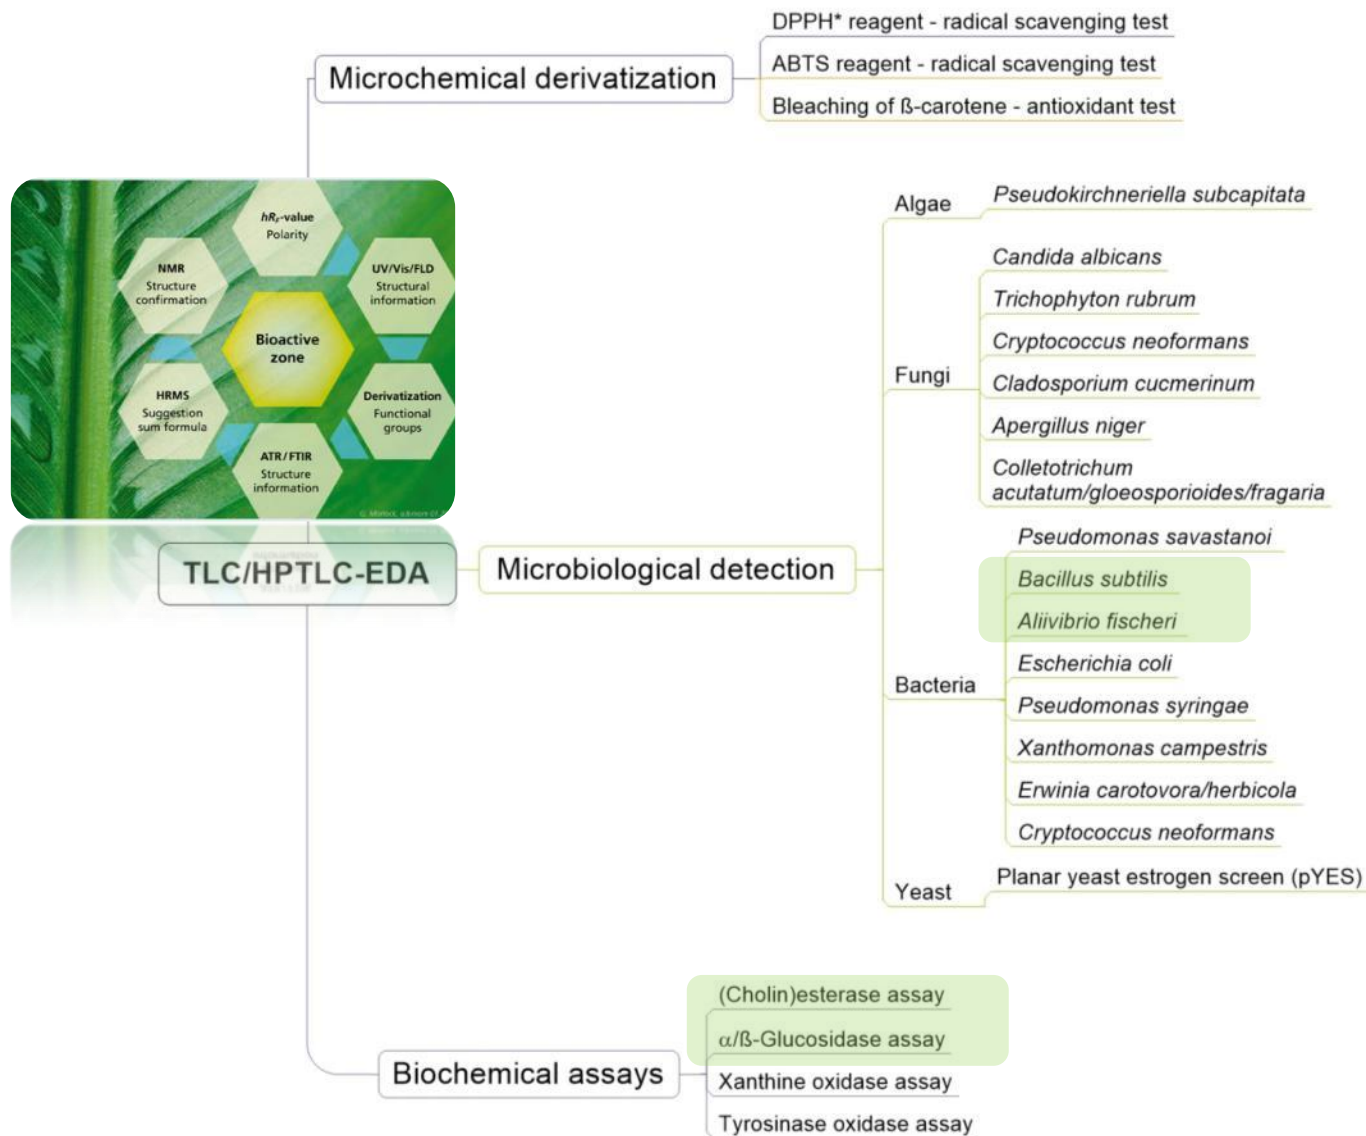 DPPH* reagent - radical scavenging test
Microchemical derivatization
ABTS reagent - radical scavenging test
Bleaching of ß-carotene - antioxidant test
hRF-value
Polarity
NMR
Structure
confirmation
UV/Vis/FLD
Structural
information
Bioactive
zone
HRMS
Suggestion
sum formula
Derivatization
Functional
groups
ATR/FTIR
Structure
information
TLC/HPTLC-EDA
Microbiological detection
Algae
Pseudokirchneriella subcapitata
Fungi
Candida albicans
Trichophyton rubrum
Cryptococcus neoformans
Cladosporium cucmerinum
Apergillus niger
Colletotrichum
acutatum/gloeosporioides/fragaria
Bacteria
Pseudomonas savastanoi
Bacillus subtilis
Aliivibrio fischeri
Escherichia coli
Pseudomonas syringae
Xanthomonas campestris
Erwinia carotovora/herbicola
Cryptococcus neoformans
Yeast
Planar yeast estrogen screen (pYES)
Biochemical assays
(Cholin)esterase assay
α/ß-Glucosidase assay
Xanthine oxidase assay
Tyrosinase oxidase assay